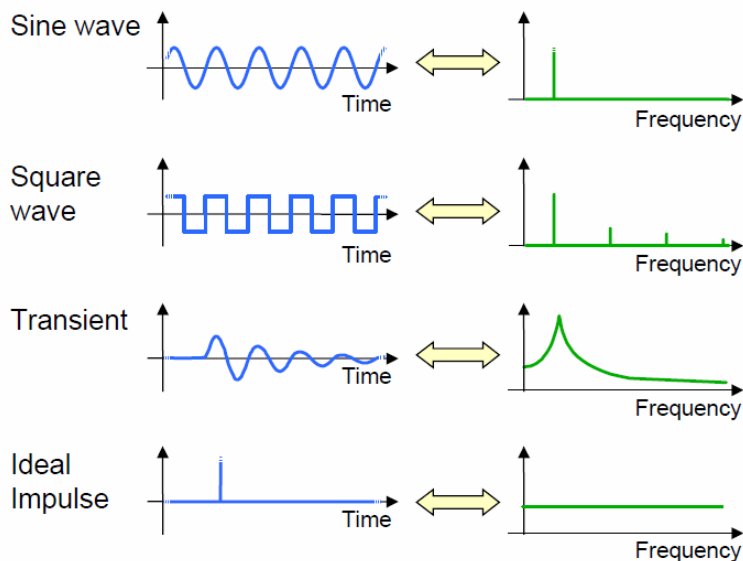 Sine wave
Time
Frequency
Square
wave
Time
Frequency
Transient
Time
Frequency
Ideal
Impulse
Time
Frequency